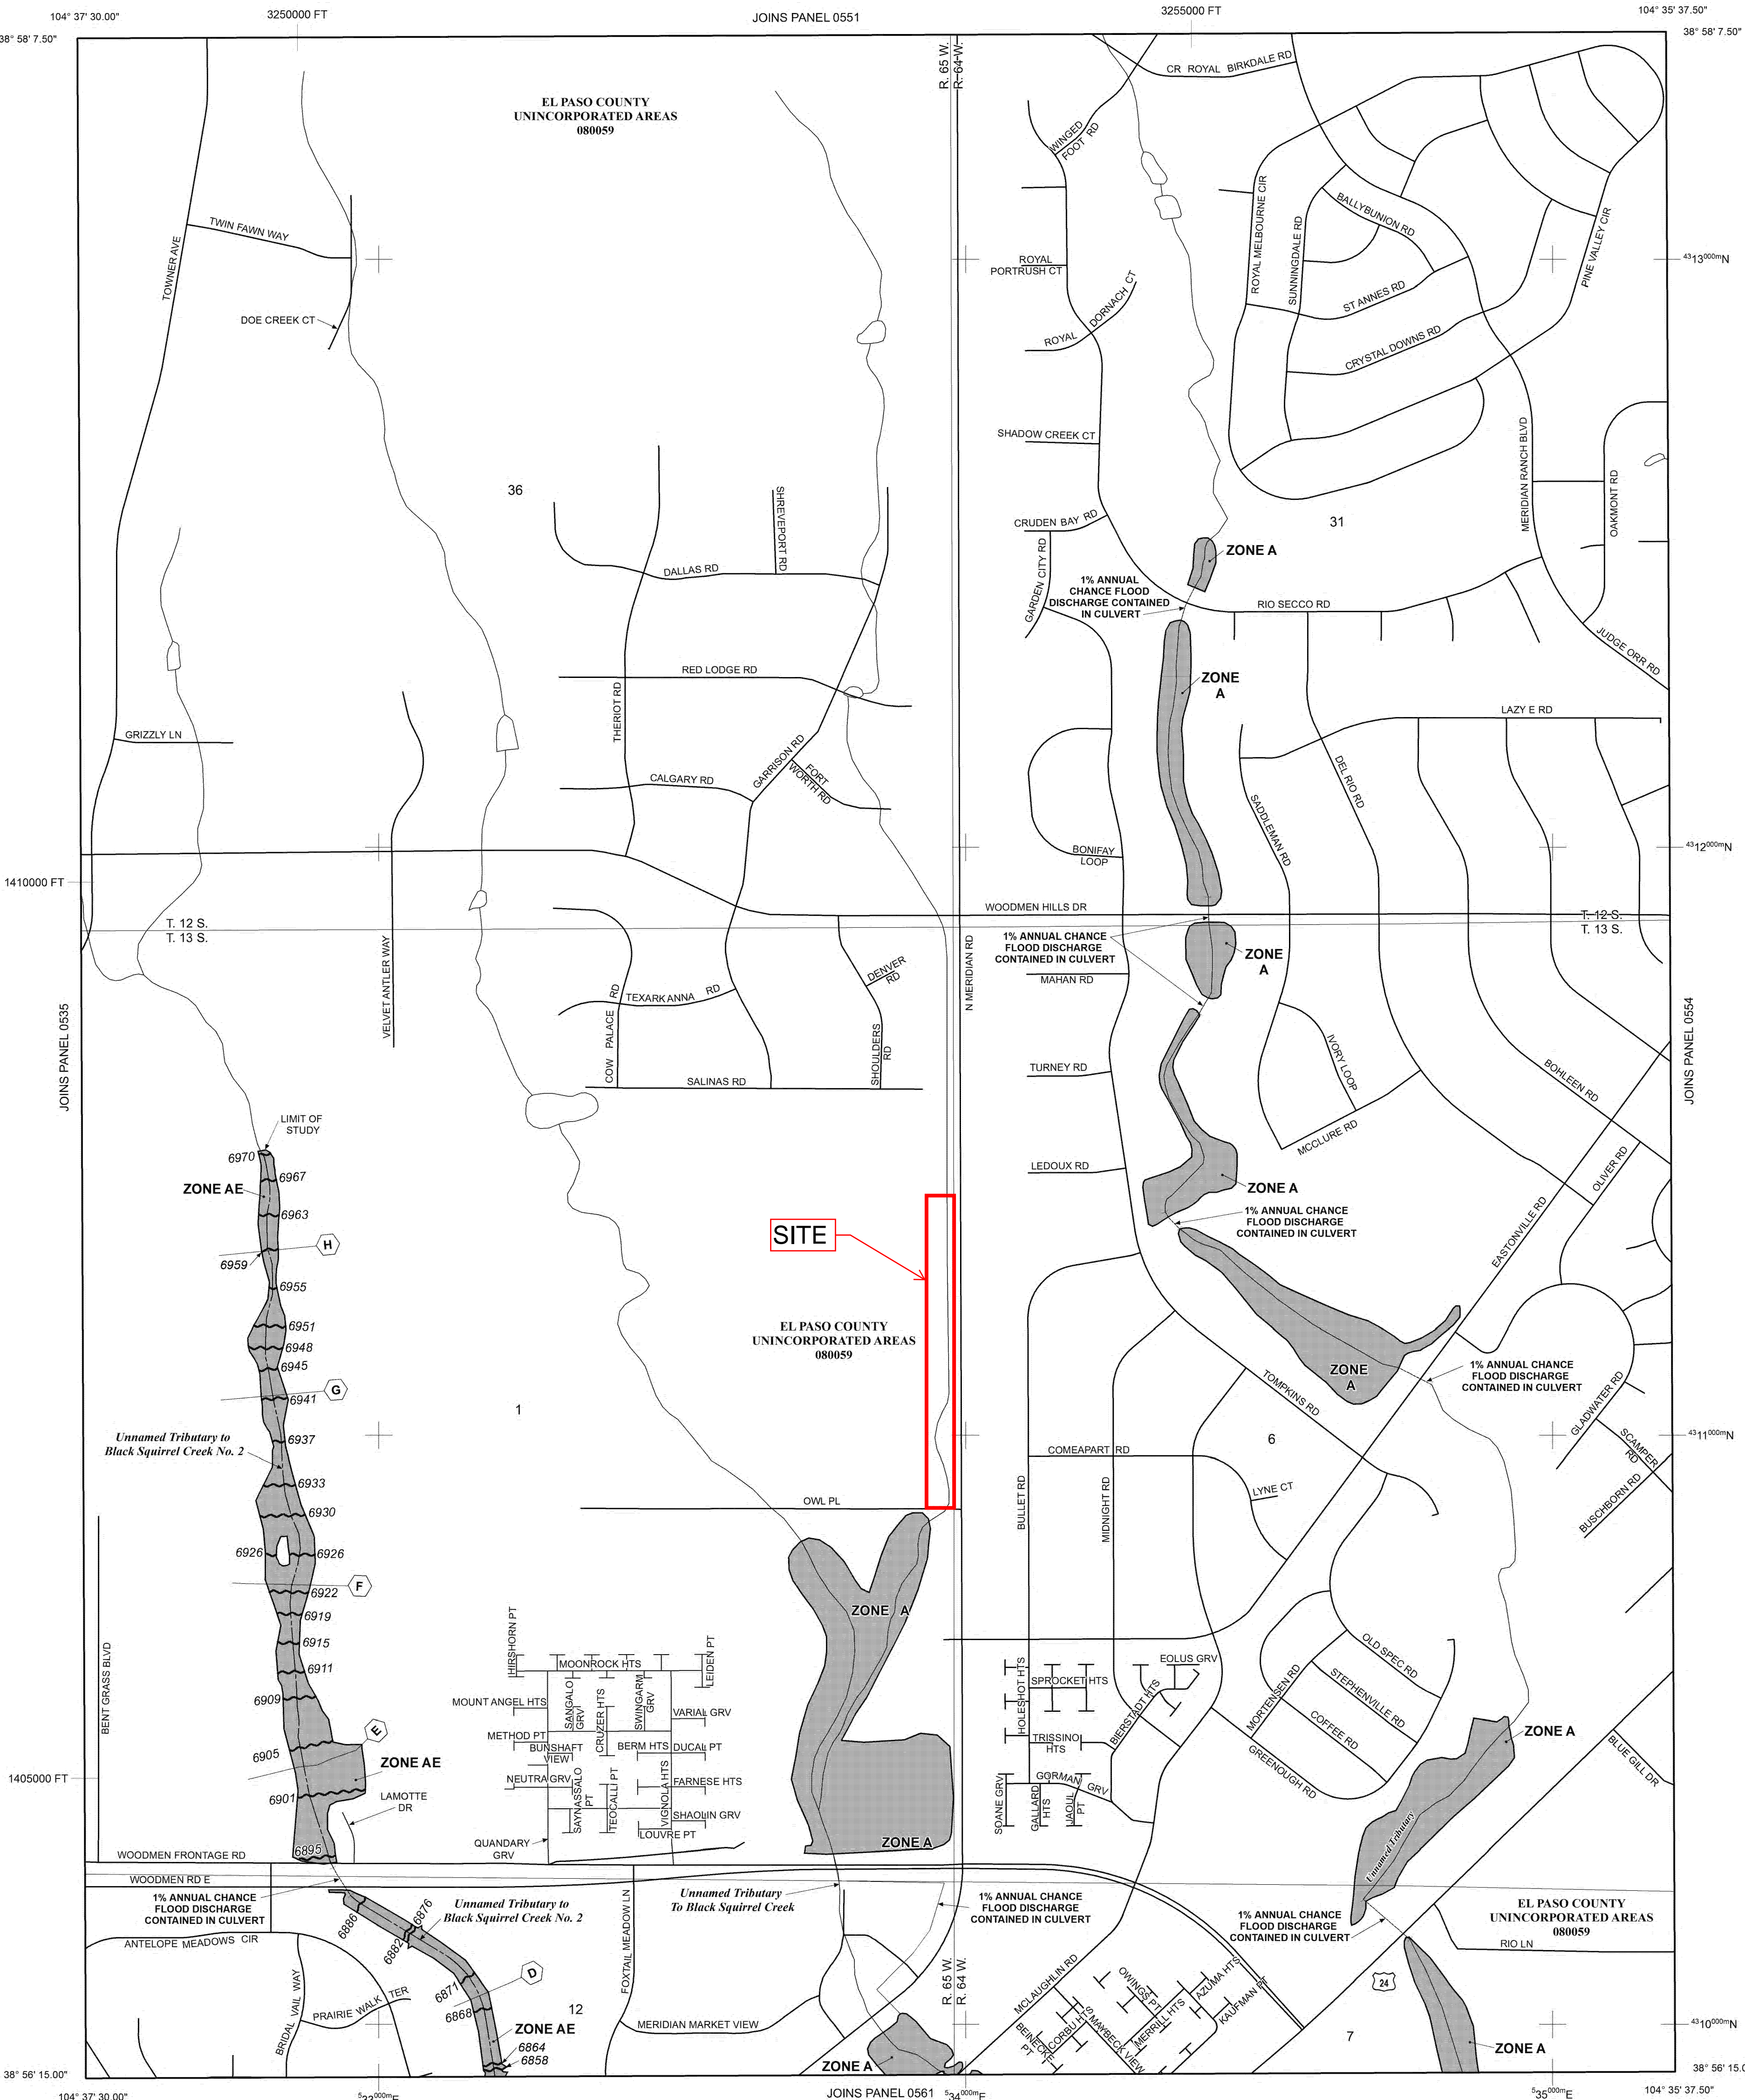 104° 37' 30.00"
3250000 FT
JOINS PANEL 0551
3255000 FT
104° 35' 37.50"
38° 58' 7.50"
38° 58' 7.50"
R. 65 W.
R. 64 W.
CR ROYAL BIRKDALE RD
EL PASO COUNTY
UNINCORPORATED AREAS
080059
WINGED
FOOT RD
TOWNER AVE
TWIN FAWN WAY
DOE CREEK CT
ROYAL
PORTRUSH CT
ROYAL DORNACH CT
ROYAL MELBOURNE CIR
SUNNINGDALE RD
BALLYBUNION RD
ST ANNES RD
CRYSTAL DOWNS RD
PINE VALLEY CIR
4313000mN
SHADOW CREEK CT
MERIDIAN RANCH BLVD
OAKMONT RD
36
SHREVEPORT RD
DALLAS RD
CRUDEN BAY RD
GARDEN CITY RD
31
ZONE A
1% ANNUAL
CHANCE FLOOD
DISCHARGE CONTAINED
IN CULVERT
RIO SECCO RD
JUDGE ORR RD
RED LODGE RD
THERIOT RD
ZONE
A
LAZY E RD
GRIZZLY LN
CALGARY RD
GARRISON RD
FORT
WORTH RD
DEL RIO RD
SADDLEMAN RD
BONIFAY
LOOP
4312000mN
1410000 FT
WOODMEN HILLS DR
T. 12 S.
T. 13 S.
T. 12 S.
T. 13 S.
VELVET ANTLER WAY
N MERIDIAN RD
1% ANNUAL CHANCE
FLOOD DISCHARGE
CONTAINED IN CULVERT
ZONE
A
MAHAN RD
DENVER
RD
COW PALACE RD
TEXARKANNA RD
SHOULDERS
RD
SALINAS RD
JOINS PANEL 0535
JOINS PANEL 0554
TURNEY RD
IVORY LOOP
MCCLURE RD
BOHLEEN RD
LIMIT OF
STUDY
6970
6967
ZONE AE
6963
H
6959
6955
6951
6948
6945
G
6941
6937
Unnamed Tributary to
Black Squirrel Creek No. 2
6933
6930
6926
6926
F
6922
6919
6915
6911
6909
E
6905
ZONE AE
6901
LAMOTTE
DR
6895
LEDOUX RD
ZONE A
1% ANNUAL CHANCE
FLOOD DISCHARGE
CONTAINED IN CULVERT
OLIVER RD
EASTONVILLE RD
SITE
EL PASO COUNTY
UNINCORPORATED AREAS
080059
1
ZONE
A
1% ANNUAL CHANCE
FLOOD DISCHARGE
CONTAINED IN CULVERT
TOMPKINS RD
GLADWATER RD
SCAMPER
RD
BUSCHBORN RD
4311000mN
6
COMEAPART RD
LYNE CT
BULLET RD
MIDNIGHT RD
OWL PL
ZONE A
BENT GRASS BLVD
HIRSHORN PT
MOONROCK HTS
LEIDEN PT
MOUNT ANGEL HTS
SANGALO
GRV
CRUZER HTS
SWINGARM
GRV
VARIAL GRV
METHOD PT
BUNSHAFT
VIEW
BERM HTS
DUCAL PT
NEUTRA GRV
SAYNASSALO
PT
TEOCALLI PT
VIGNOLA HTS
FARNESE HTS
SHAOLIN GRV
LOUVRE PT
QUANDARY
GRV
HOLESHOT HTS
SPROCKET HTS
EOLUS GRV
BIERSTADT HTS
TRISSINO
HTS
GORMAN GRV
SOANE GRV
GALLARD
HTS
JAOUL
PT
MORTENSEN RD
OLD SPEC RD
STEPHENVILLE RD
COFFEE RD
GREENOUGH RD
ZONE A
BLUE GILL DR
Unnamed Tributary
1405000 FT
ZONE A
WOODMEN FRONTAGE RD
WOODMEN RD E
1% ANNUAL CHANCE
FLOOD DISCHARGE
CONTAINED IN CULVERT
ANTELOPE MEADOWS CIR
6886
6876
6882
Unnamed Tributary to
Black Squirrel Creek No. 2
6871
D
6868
ZONE AE
6864
6858
BRIDAL VAIL WAY
PRAIRIE WALK TER
12
FOXTAIL MEADOW LN
Unnamed Tributary
To Black Squirrel Creek
MERIDIAN MARKET VIEW
1% ANNUAL CHANCE
FLOOD DISCHARGE
CONTAINED IN CULVERT
R. 65 W.
R. 64 W.
ZONE A
MCLAUGHLIN RD
BEINECKE
PT
CORBU HTS
S MAYBECK VIEW
OWINGS PT
MERRILL HTS
AZUMA HTS
KAUFMAN PT
1% ANNUAL CHANCE
FLOOD DISCHARGE
CONTAINED IN CULVERT
EL PASO COUNTY
UNINCORPORATED AREAS
080059
RIO LN
24
7
ZONE A
4310000mN
38° 56' 15.00"
38° 56' 15.0
104° 37' 30.00"
533000mE
JOINS PANEL 0561
534000mE
535000mE
104° 35' 37.50"